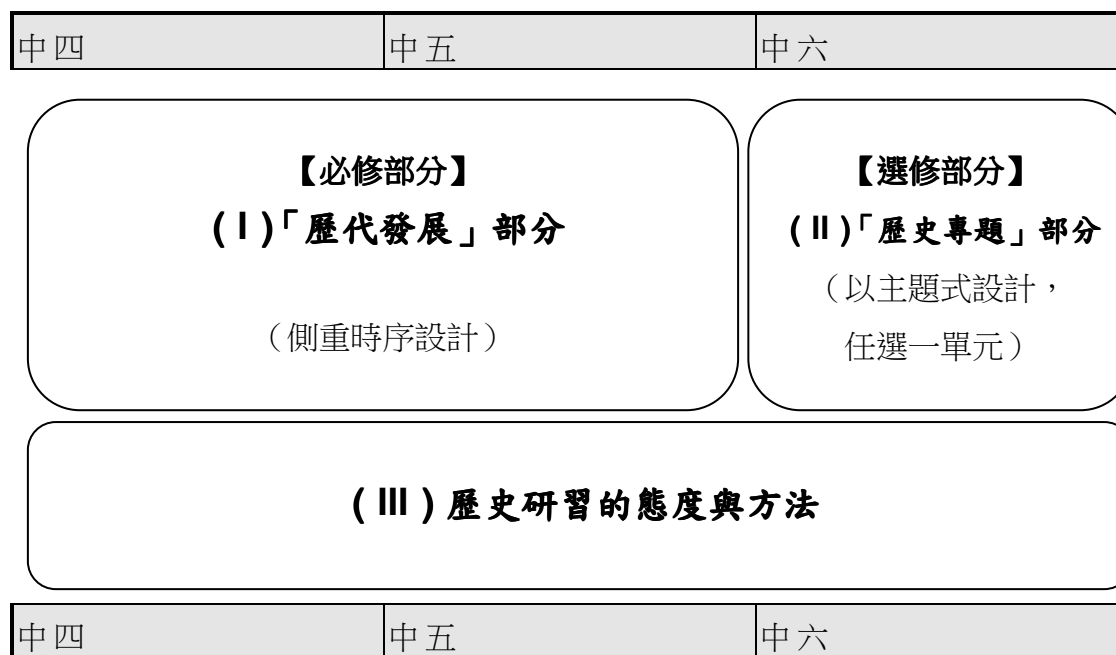 中四 中五 中六
【必修部分】
( I )「歷代發展」部分
（側重時序設計）
【選修部分】
( II )「歷史專題」部分
（以主題式設計，
任選一單元）
( III ) 歷史研習的態度與方法
中四 中五 中六